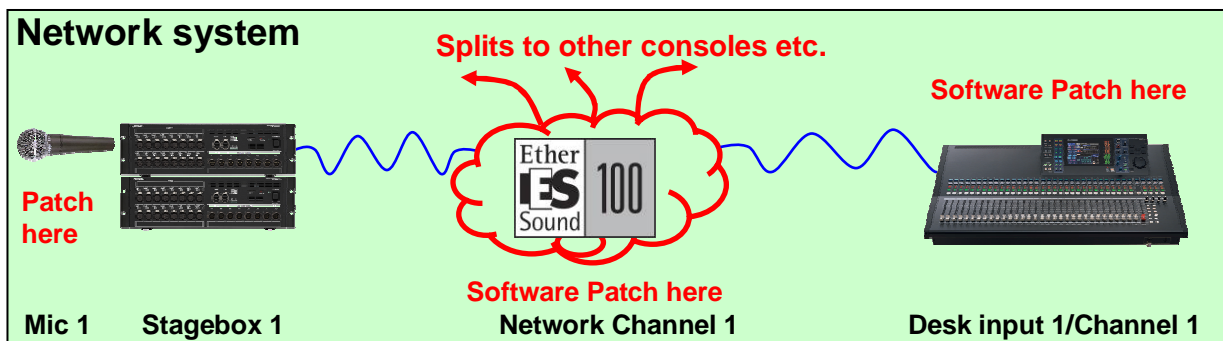 Network system
Splits to other consoles etc.
Software Patch here
Patch
here
Ether
ES
Sound
100
Software Patch here
Mic 1
Stagebox 1
Network Channel 1
Desk input 1/Channel 1